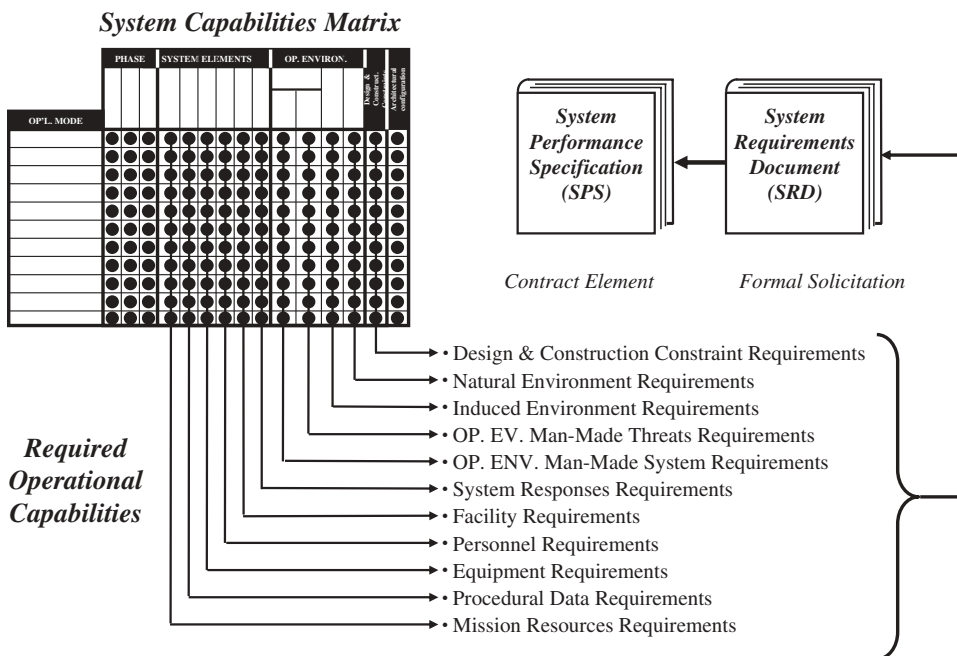 System Capabilities Matrix
PHASE
SYSTEM ELEMENTS
OP. ENVIRON.
Design &
Construct.
Constraints
Architectural
configuration
OP'L. MODE
System
Performance
Specification
(SPS)
System
Requirements
Document
(SRD)
Contract Element
Formal Solicitation
Required
Operational
Capabilities
• Design & Construction Constraint Requirements
• Natural Environment Requirements
• Induced Environment Requirements
• OP. EV. Man-Made Threats Requirements
• OP. ENV. Man-Made System Requirements
• System Responses Requirements
• Facility Requirements
• Personnel Requirements
• Equipment Requirements
• Procedural Data Requirements
• Mission Resources Requirements